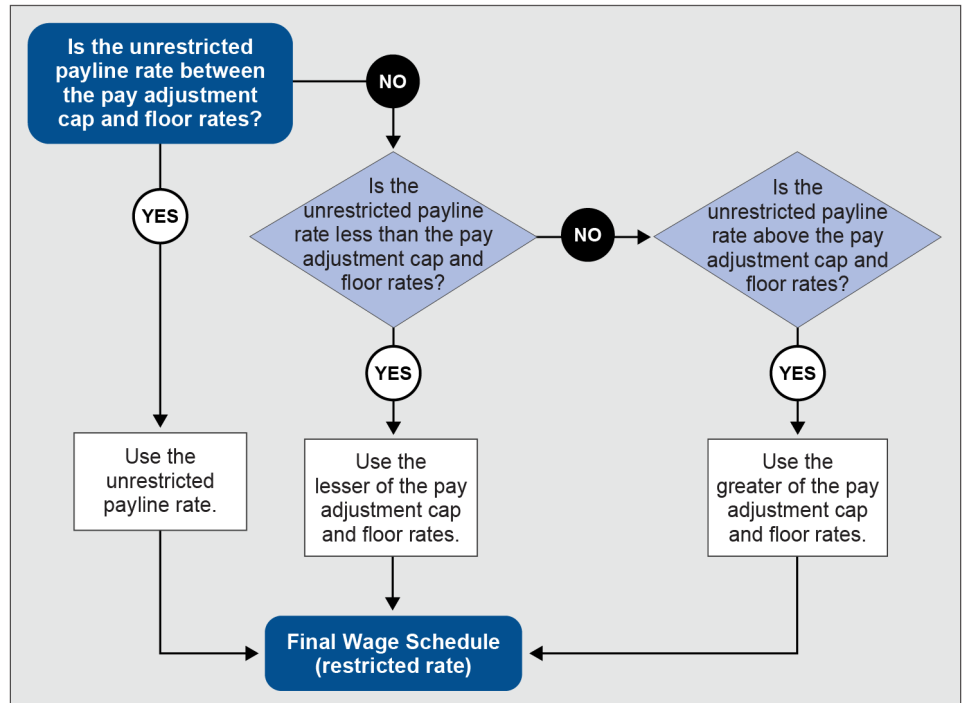 Is the unrestricted
payline rate between
the pay adjustment
cap and floor rates?
NO
YES
Is the
unrestricted payline
rate less than the pay
adjustment cap and
floor rates?
NO
Is the
unrestricted payline
rate above the pay
adjustment cap and
floor rates?
YES
YES
Use the
unrestricted
payline rate.
Use the
lesser of the pay
adjustment cap
and floor rates.
Use the
greater of the pay
adjustment cap
and floor rates.
Final Wage Schedule
(restricted rate)